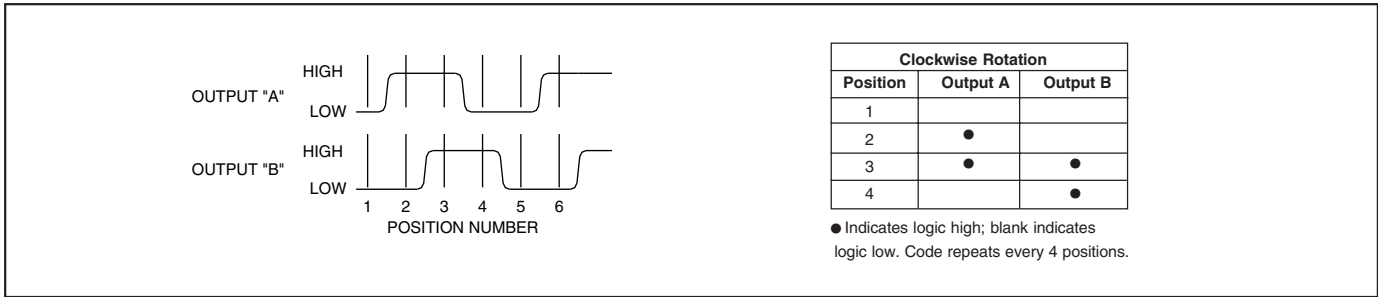 OUTPUT "A"
HIGH
LOW
OUTPUT "B"
HIGH
LOW
1 2 3 4 5 6
POSITION NUMBER
Clockwise Rotation
Position Output A Output B
1
2 ●
3 ● ●
4 ●
● Indicates logic high; blank indicates
logic low. Code repeats every 4 positions.